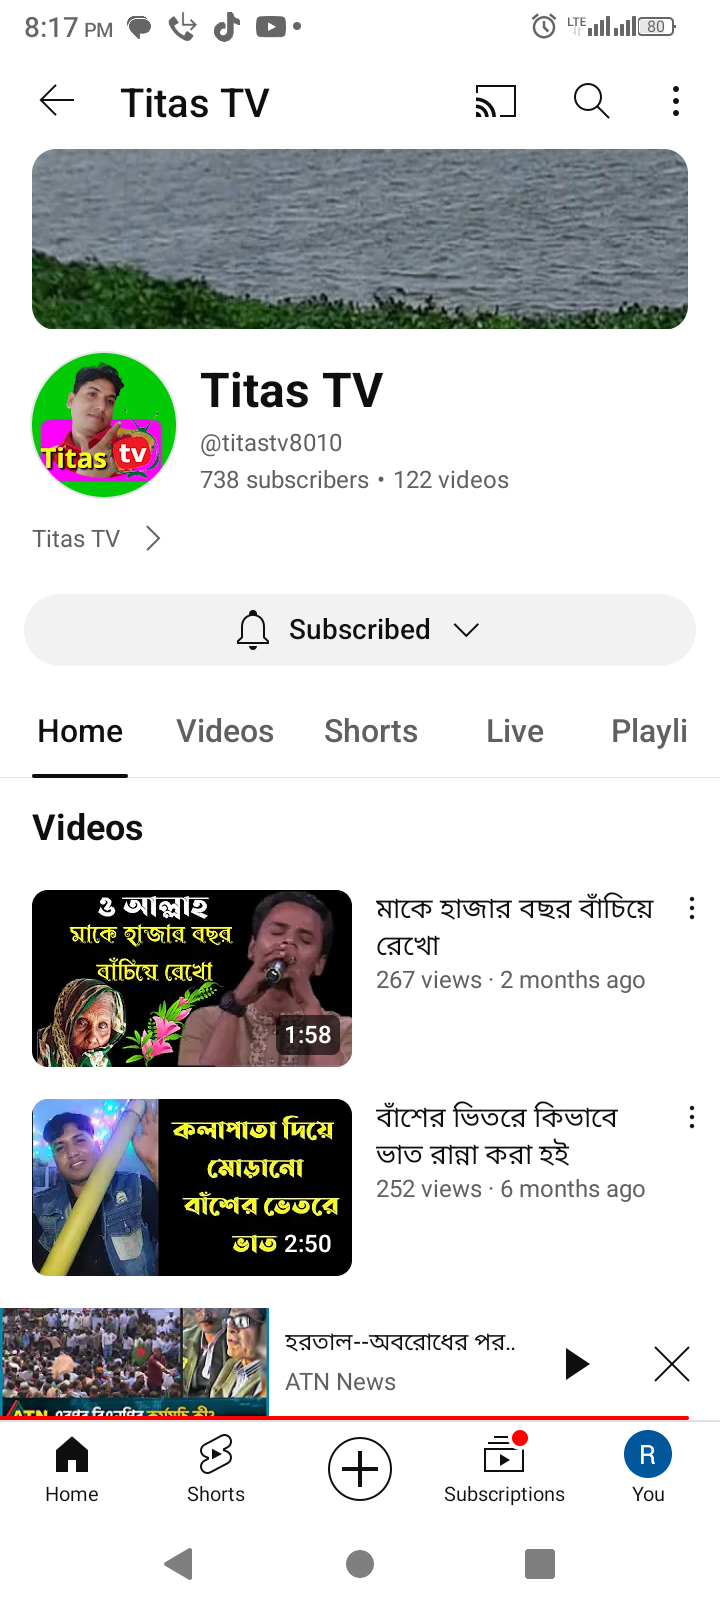 8:17 PM
LTE
80
Titas TV
Titas tv
Titas TV
@titastv8010
738 subscribers • 122 videos
Titas TV
Subscribed
Home Videos Shorts Live Playli
Videos
ও আল্লাহ
মাকে হাজার বছর
বাঁচিয়ে রেখো
1:58
মাকে হাজার বছর বাঁচিয়ে
রেখো
267 views · 2 months ago
কলাপাতা দিয়ে
মোড়ানো
বাঁশের ভেতরে
ভাত 2:50
বাঁশের ভিতরে কিভাবে
ভাত রান্না করা হই
252 views · 6 months ago
হরতাল--অবরোধের পর..
ATN News
Home Shorts Subscriptions You
R